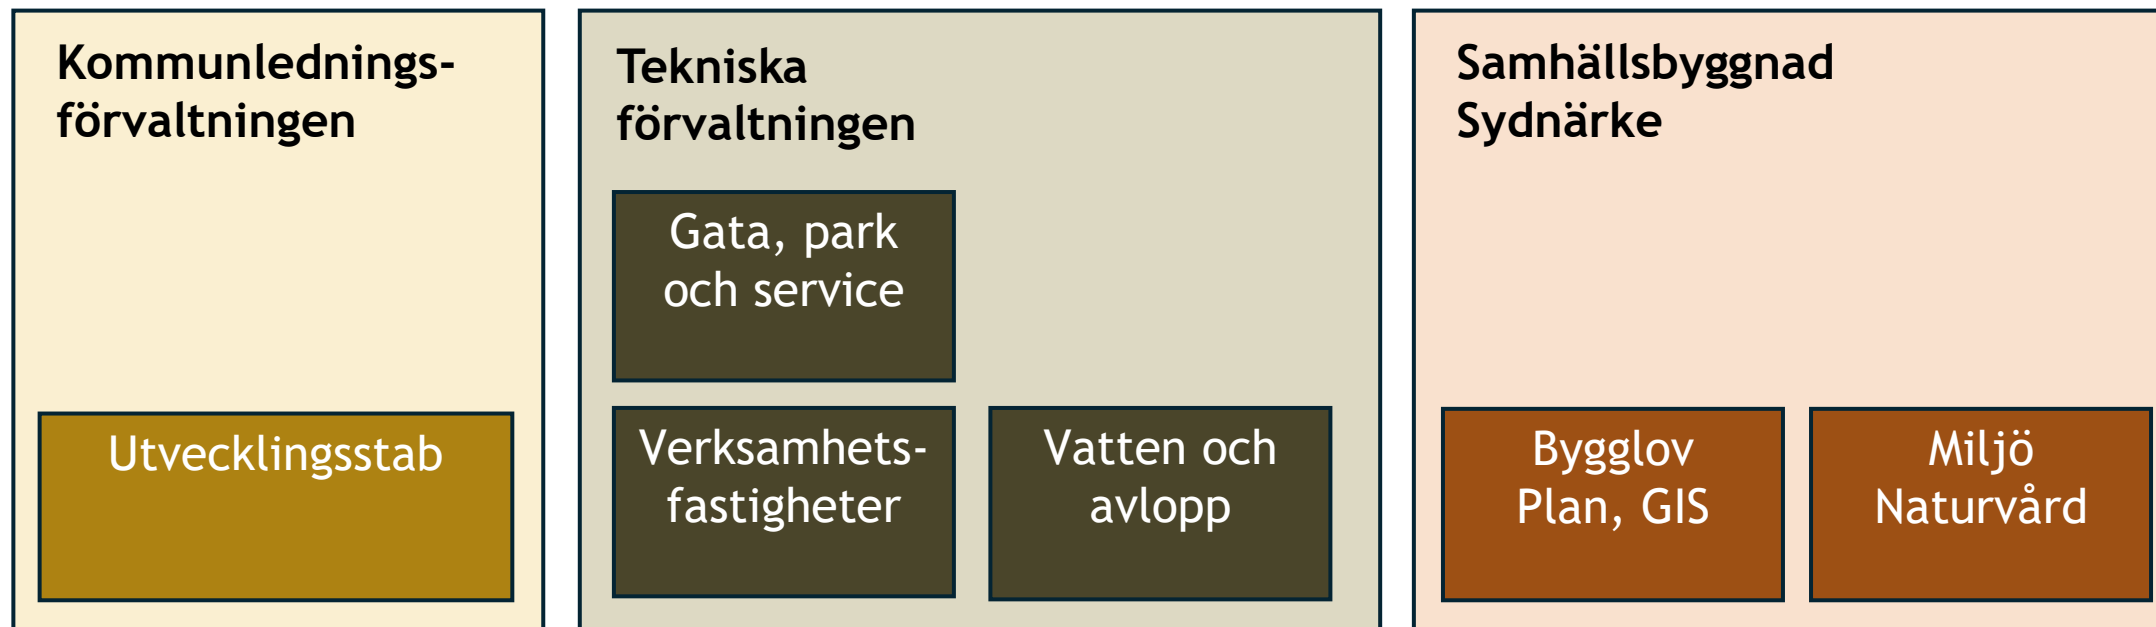 Kommunlednings-
förvaltningen
Utvecklingsstab
Tekniska
förvaltningen
Gata, park
och service
Verksamhets-
fastigheter
Vatten och
avlopp
Samhällsbyggnad
Sydnärke
Bygglov
Plan, GIS
Miljö
Naturvård